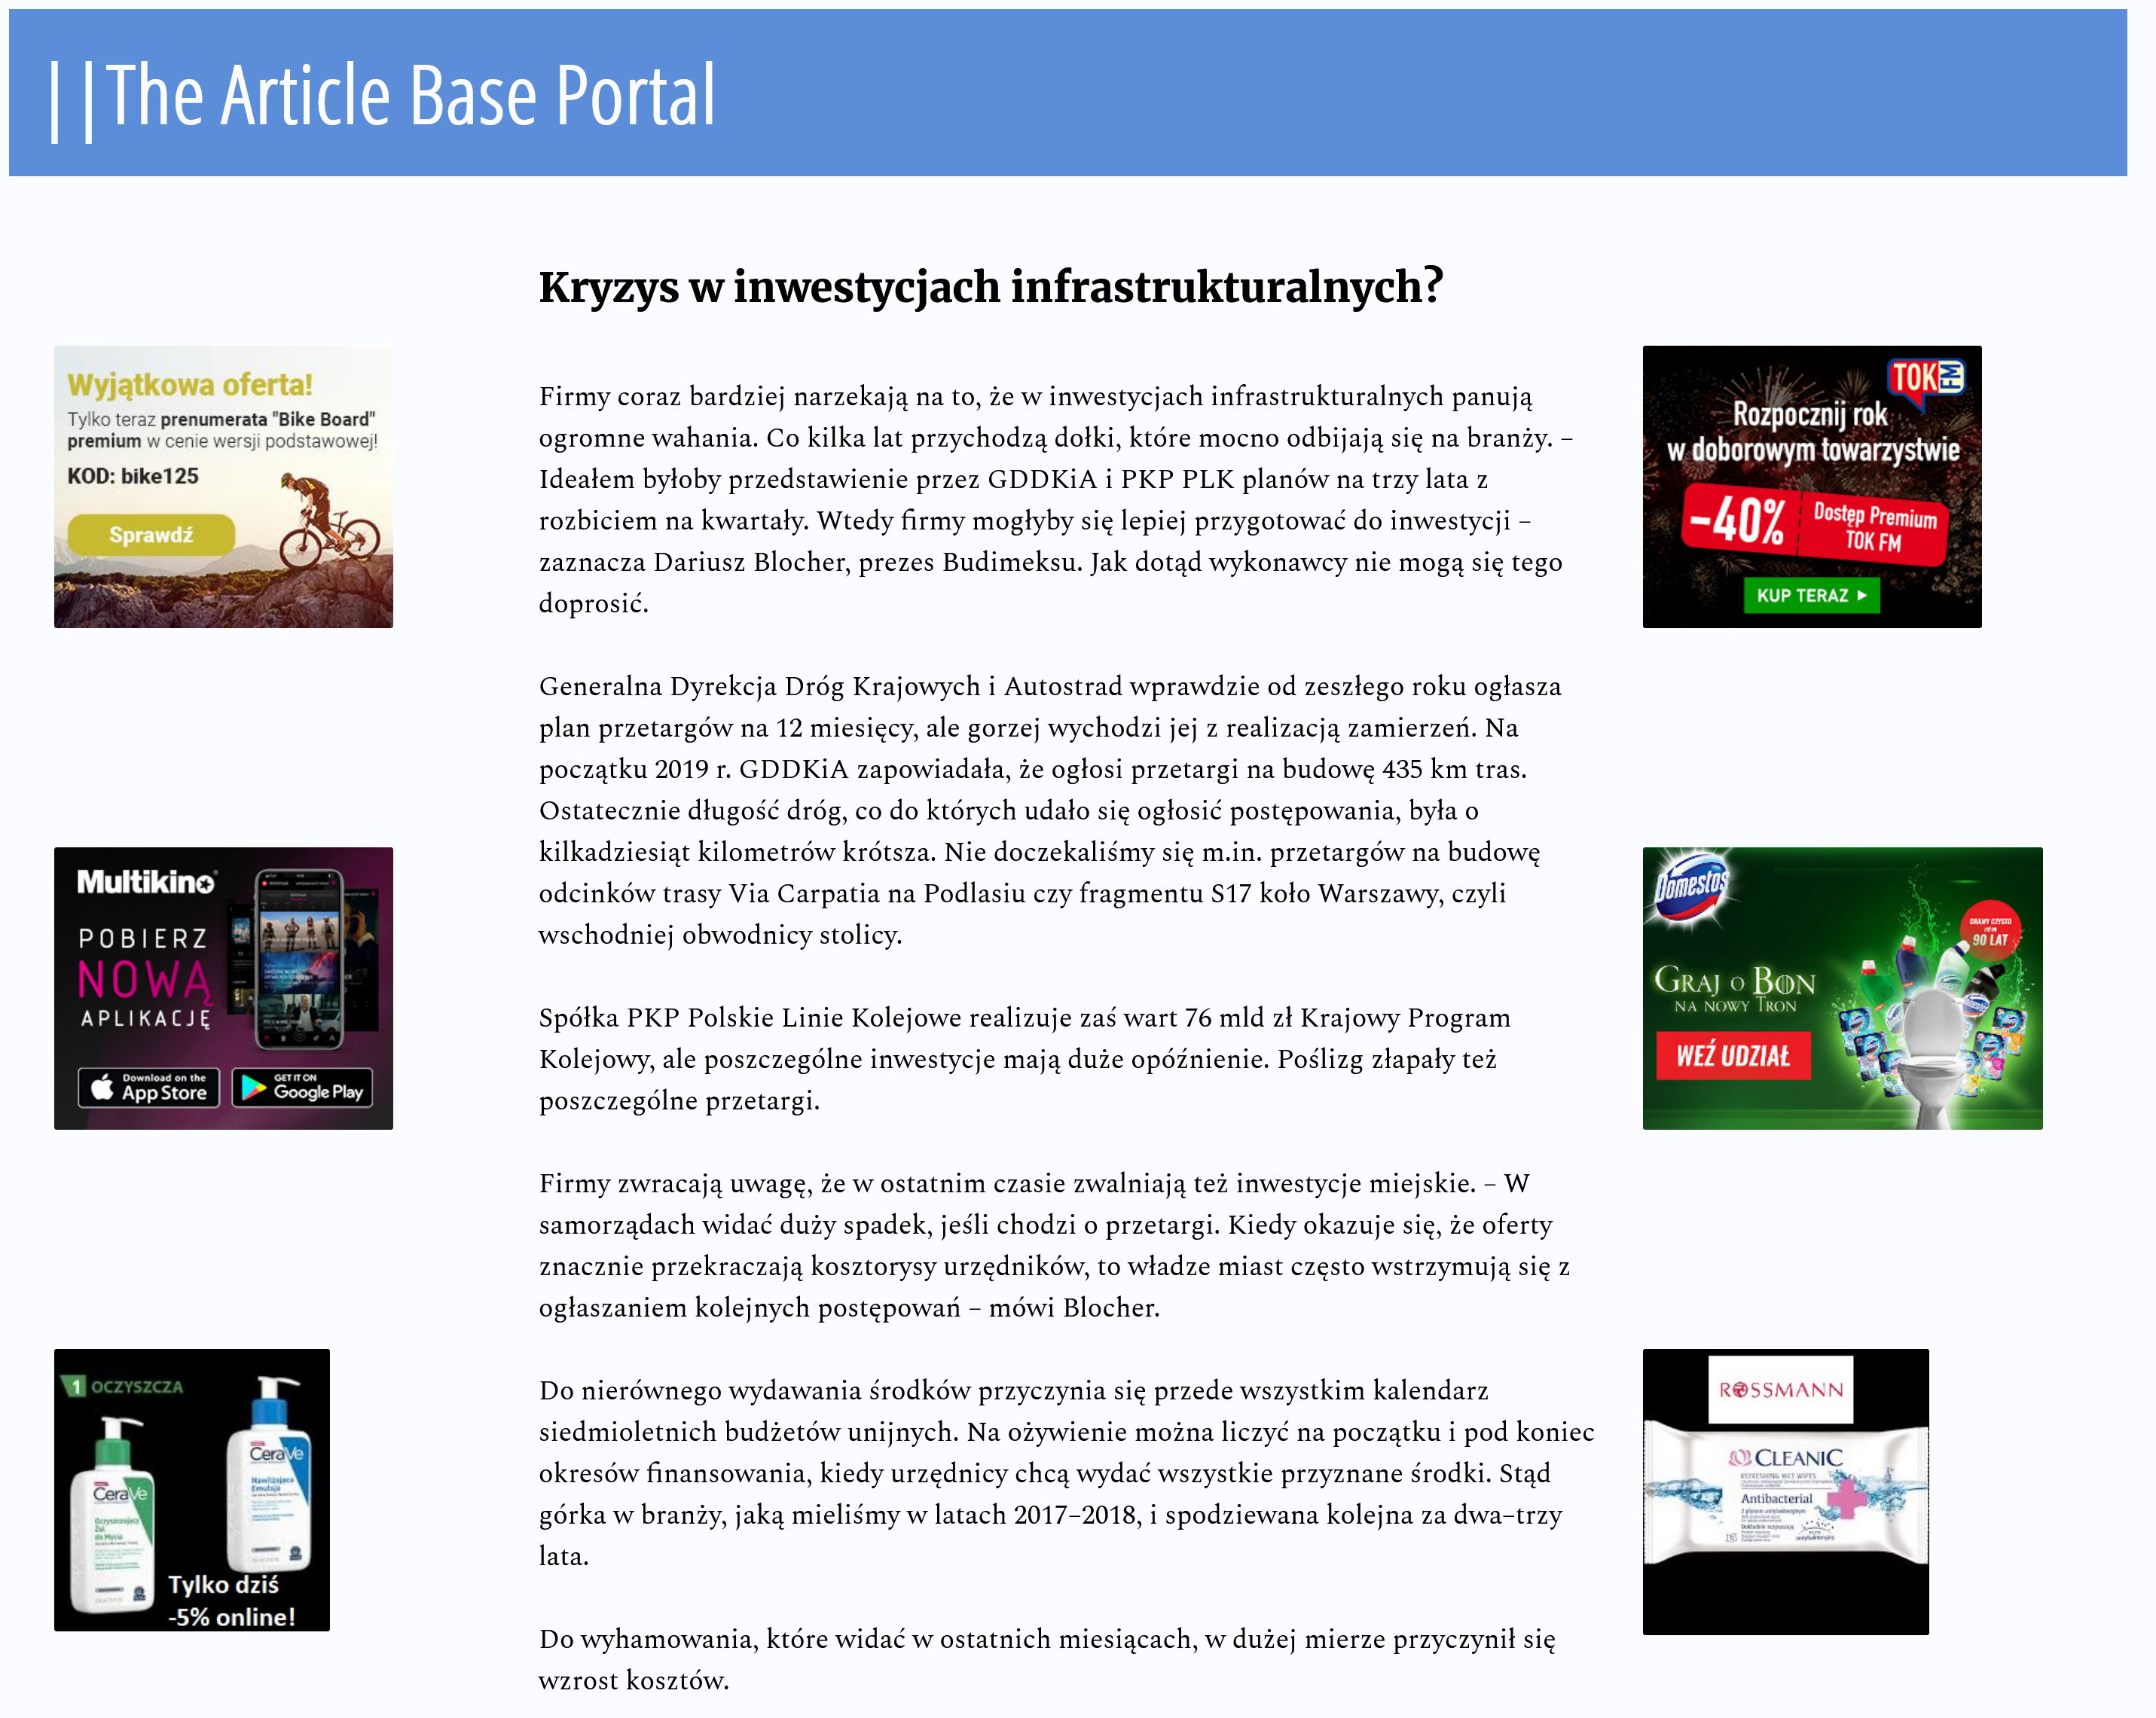 ||The Article Base Portal
Kryzys w inwestycjach infrastrukturalnych?
Wyjątkowa oferta!
Tylko teraz prenumerata "Bike Board"
premium w cenie wersji podstawowej!
KOD: bike125
Sprawdź
Multikino
POBIERZ
NOWĄ
APLIKACJĘ
Download on the
App Store
GET IT ON
Google Play
1 OCZYSZCZA
CeraVe
Nawilżająca
Emulsja
CeraVe
Oczyszczający
Żel
do Mycia
Tylko dziś
-5% online!
Firmy coraz bardziej narzekają na to, że w inwestycjach infrastrukturalnych panują
ogromne wahania. Co kilka lat przychodzą dołki, które mocno odbijają się na branży. –
Ideałem byłoby przedstawienie przez GDDKiA i PKP PLK planów na trzy lata z
rozbiciem na kwartały. Wtedy firmy mogłyby się lepiej przygotować do inwestycji –
zaznacza Dariusz Blocher, prezes Budimeksu. Jak dotąd wykonawcy nie mogą się tego
doprosić.
Generalna Dyrekcja Dróg Krajowych i Autostrad wprawdzie od zeszłego roku ogłasza
plan przetargów na 12 miesięcy, ale gorzej wychodzi jej z realizacją zamierzeń. Na
początku 2019 r. GDDKiA zapowiadała, że ogłosi przetargi na budowę 435 km tras.
Ostatecznie długość dróg, co do których udało się ogłosić postępowania, była o
kilkadziesiąt kilometrów krótsza. Nie doczekaliśmy się m.in. przetargów na budowę
odcinków trasy Via Carpatia na Podlasiu czy fragmentu S17 koło Warszawy, czyli
wschodniej obwodnicy stolicy.
Spółka PKP Polskie Linie Kolejowe realizuje zaś wart 76 mld zł Krajowy Program
Kolejowy, ale poszczególne inwestycje mają duże opóźnienie. Poślizg złapały też
poszczególne przetargi.
Firmy zwracają uwagę, że w ostatnim czasie zwalniają też inwestycje miejskie. – W
samorządach widać duży spadek, jeśli chodzi o przetargi. Kiedy okazuje się, że oferty
znacznie przekraczają kosztorysy urzędników, to władze miast często wstrzymują się z
ogłaszaniem kolejnych postępowań – mówi Blocher.
Do nierównego wydawania środków przyczynia się przede wszystkim kalendarz
siedmioletnich budżetów unijnych. Na ożywienie można liczyć na początku i pod koniec
okresów finansowania, kiedy urzędnicy chcą wydać wszystkie przyznane środki. Stąd
górka w branży, jaką mieliśmy w latach 2017–2018, i spodziewana kolejna za dwa–trzy
lata.
Do wyhamowania, które widać w ostatnich miesiącach, w dużej mierze przyczynił się
wzrost kosztów.
TOK FM
Rozpocznij rok
w doborowym towarzystwie
–40%
Dostęp Premium
TOK FM
KUP TERAZ
Domestos
GRAMY CZYSTO
90 LAT
GRAJ O BON
NA NOWY TRON
WEŹ UDZIAŁ
ROSSMANN
CLEANIC
REFRESHING WET WIPES
Antibacterial